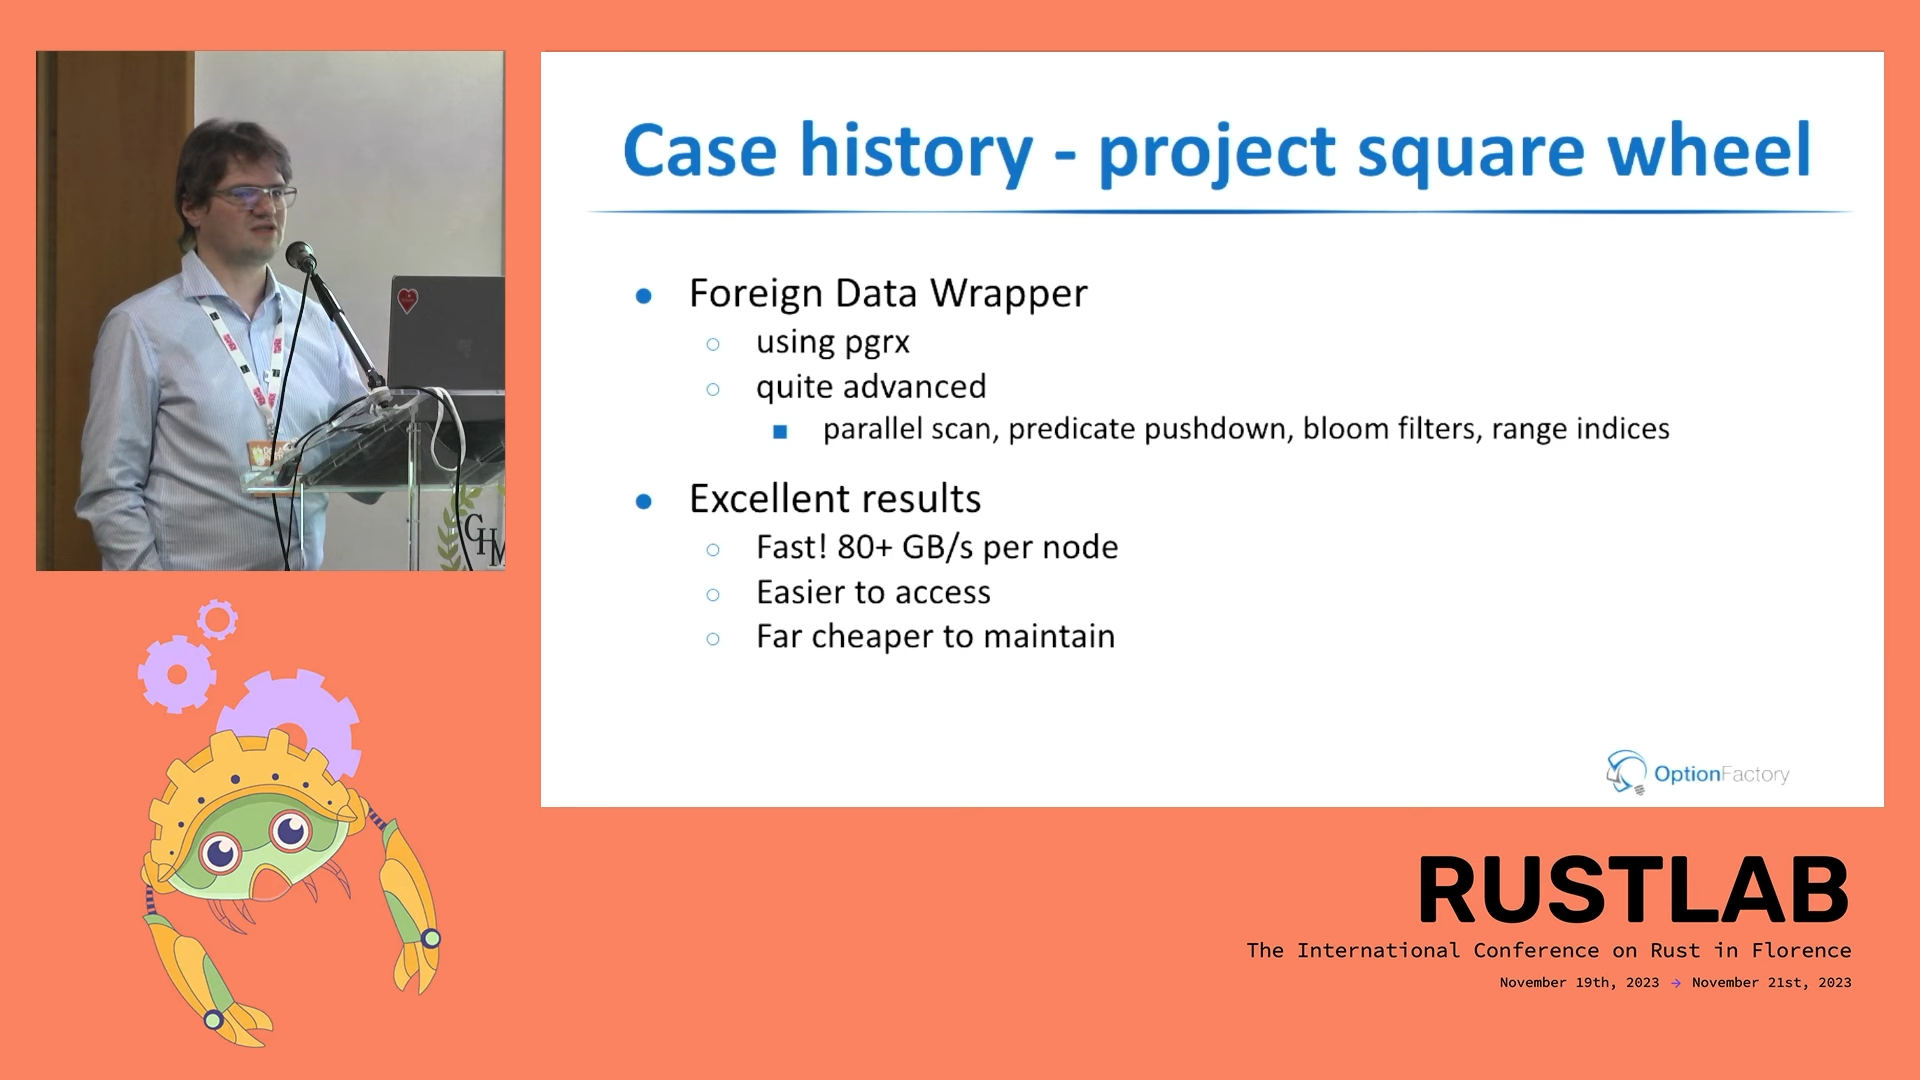 Case history - project square wheel
Foreign Data Wrapper
using pgrx
quite advanced
parallel scan, predicate pushdown, bloom filters, range indices
Excellent results
Fast! 80+ GB/s per node
Easier to access
Far cheaper to maintain
OptionFactory
GHM
RUSTLAB
The International Conference on Rust in Florence
November 19th, 2023 → November 21st, 2023